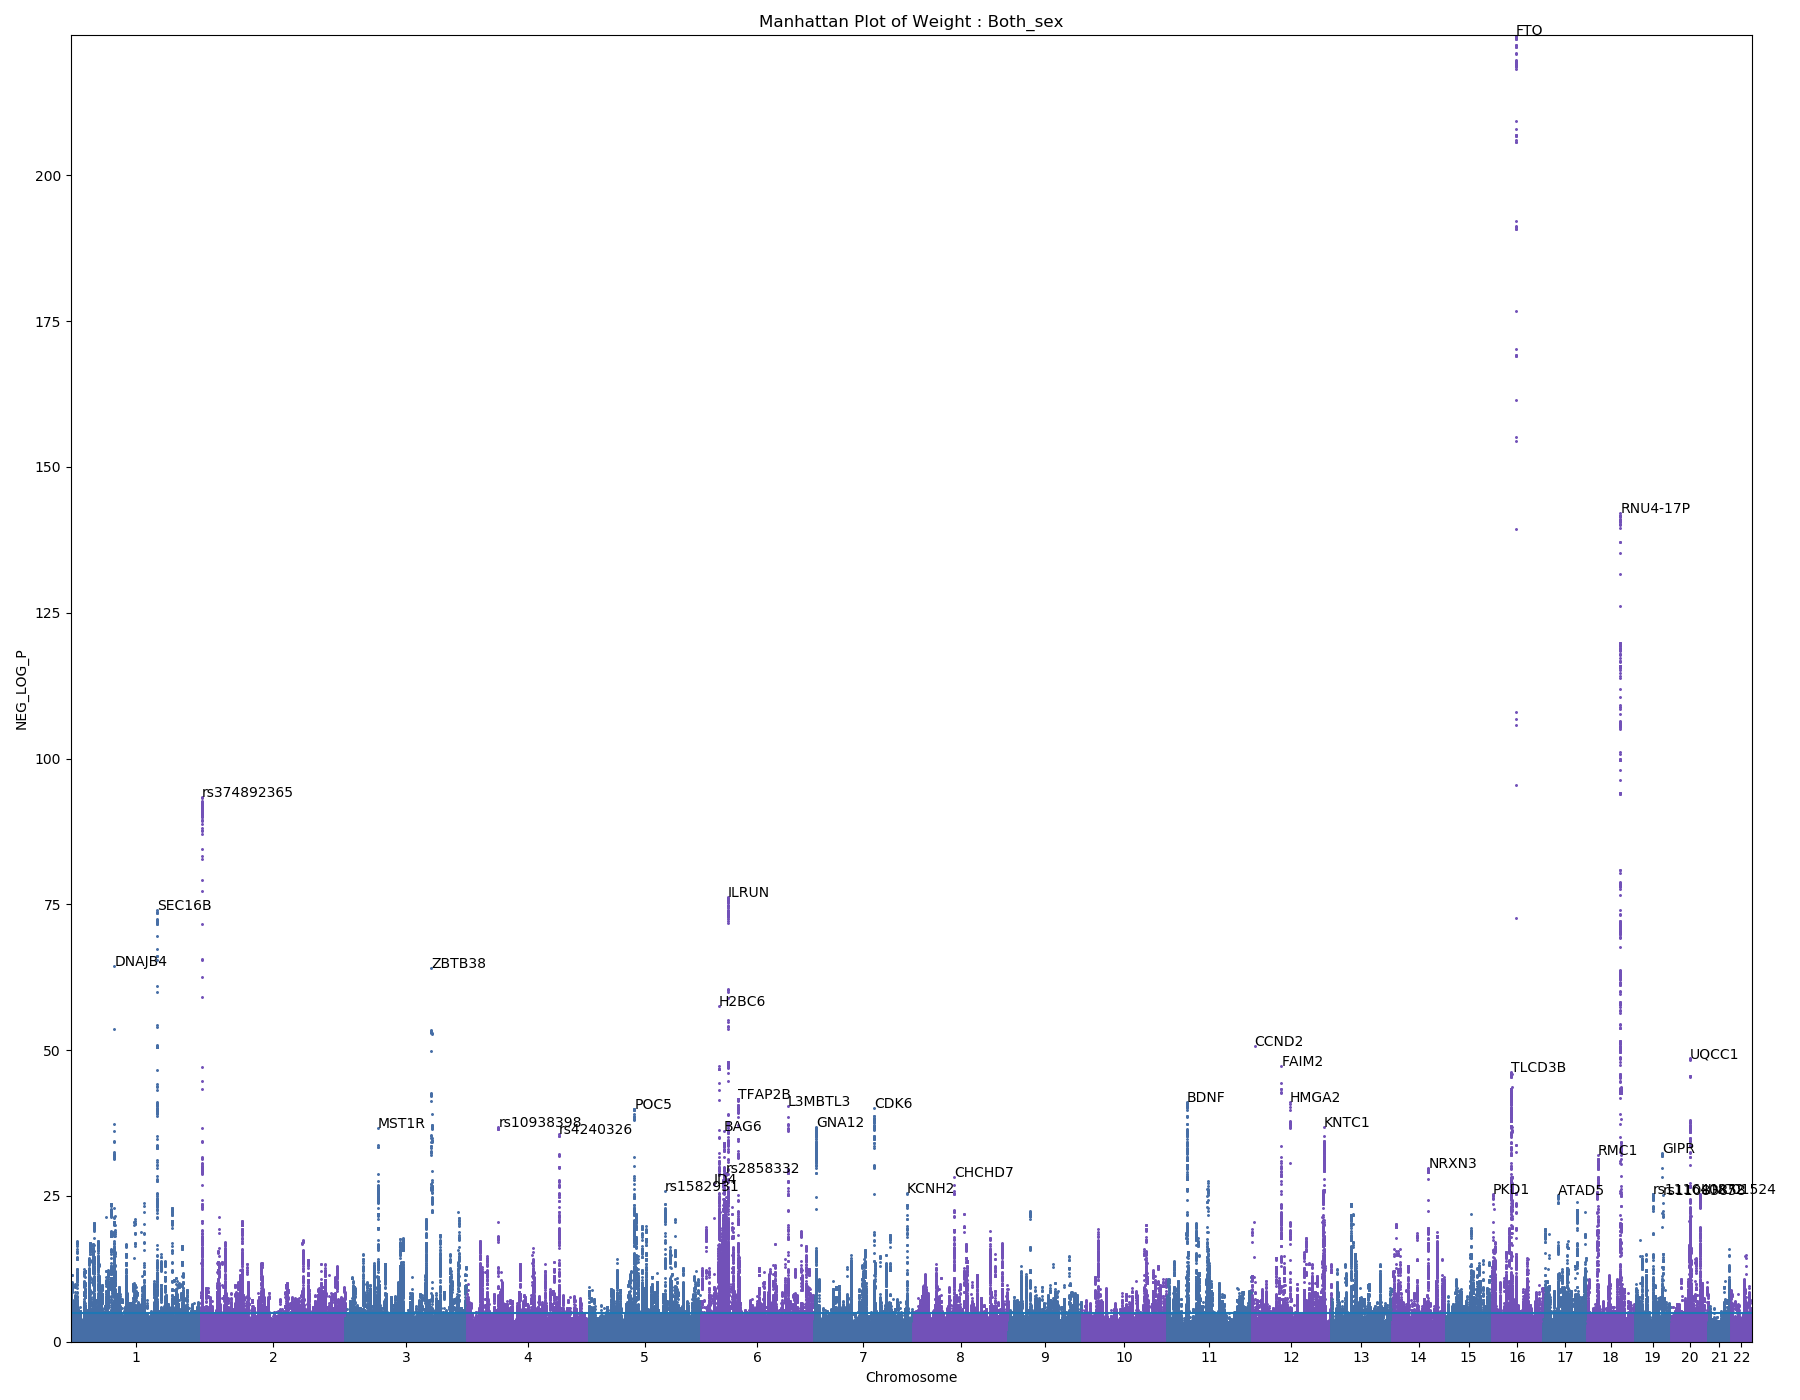 Manhattan Plot of Weight : Both_sex
FTO
200
175
150
RNU4-17P
125
NEG_LOG_P
100
rs374892365
ILRUN
75
SEC16B
DNAJB4
ZBTB38
H2BC6
50
CCND2
UQCC1
FAIM2
TLCD3B
TFAP2B
BDNF
HMGA2
L3MBTL3
CDK6
POC5
MST1R
rs10938398
GNA12
KNTC1
BAG6
rs4240326
GIPR
RMC1
NRXN3
rs2858332
CHCHD7
ID4
rs1582931
KCNH2
PKD1
ATAD5
25
0
1 2 3 4 5 6 7 8 9 10 11 12 13 14 15 16 17 18 19 20 21 22
Chromosome